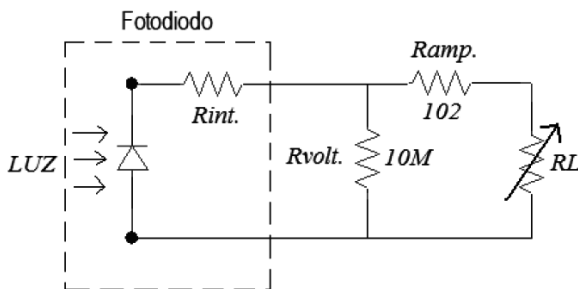 Fotodiodo
Ramp.
102
Rint.
LUZ
Rvolt. 10M
RL